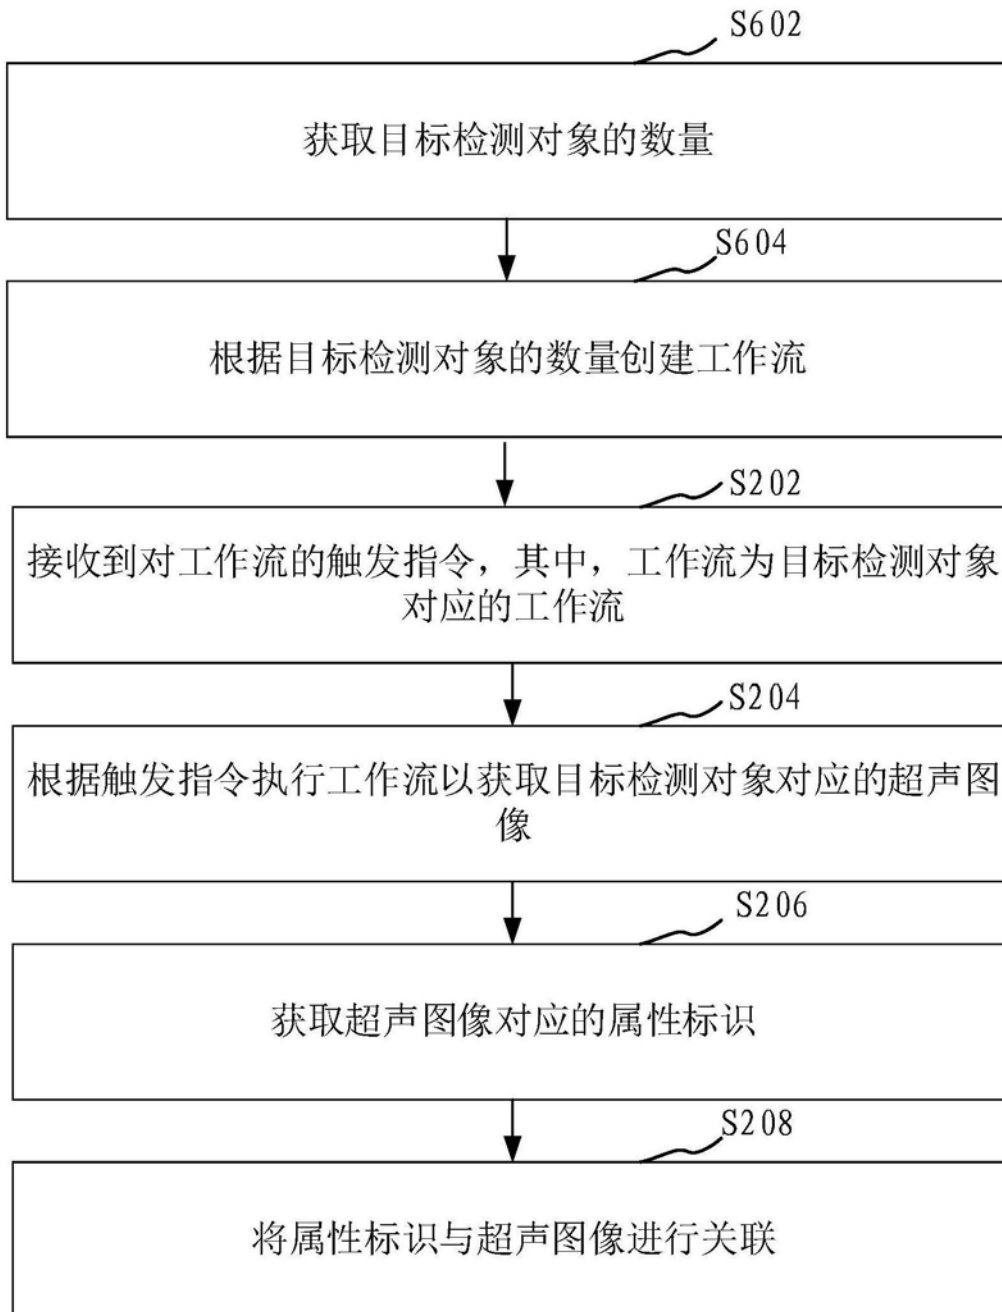 S602
获取目标检测对象的数量
S604
根据目标检测对象的数量创建工作流
S202
接收到对工作流的触发指令，其中，工作流为目标检测对象
对应的工作流
S204
根据触发指令执行工作流以获取目标检测对象对应的超声图
像
S206
获取超声图像对应的属性标识
S208
将属性标识与超声图像进行关联